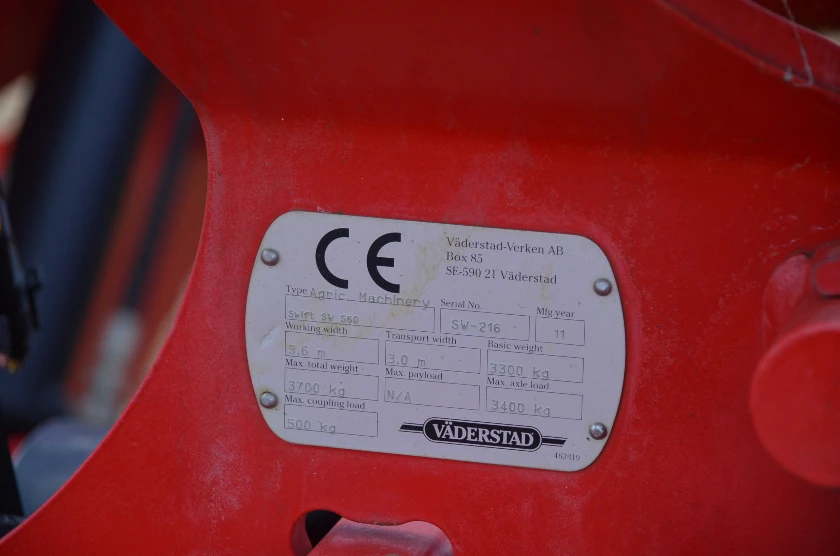 CE
Väderstad-Verken AB
Box 85
SE-590 21 Väderstad
Type Agric. Machinery
Serial No.
Mfg year
Swift SW 560
SW-216
11
Working width
Transport width
Basic weight
5.6 m
3.0 m
3300 kg
Max. total weight
Max. payload
Max. axle load
3700 kg
N/A
3400 kg
Max. coupling load
500 kg
VÄDERSTAD
462419